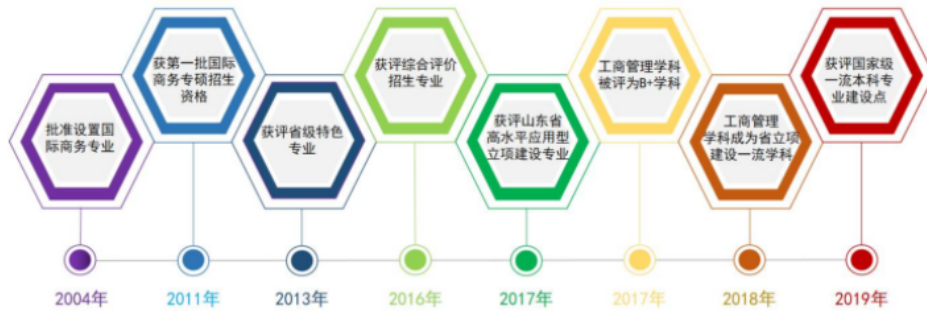 批准设置国
际商务专业
获第一批国际
商务专硕招生
资格
获评省级特色
专业
获评综合评价
招生专业
获评山东省
高水平应用型
立项建设专业
工商管理学科
被评为B+学科
工商管理
学科成为省立项
建设一流学科
获评国家级
一流本科专
业建设点
2004年
2011年
2013年
2016年
2017年
2017年
2018年
2019年